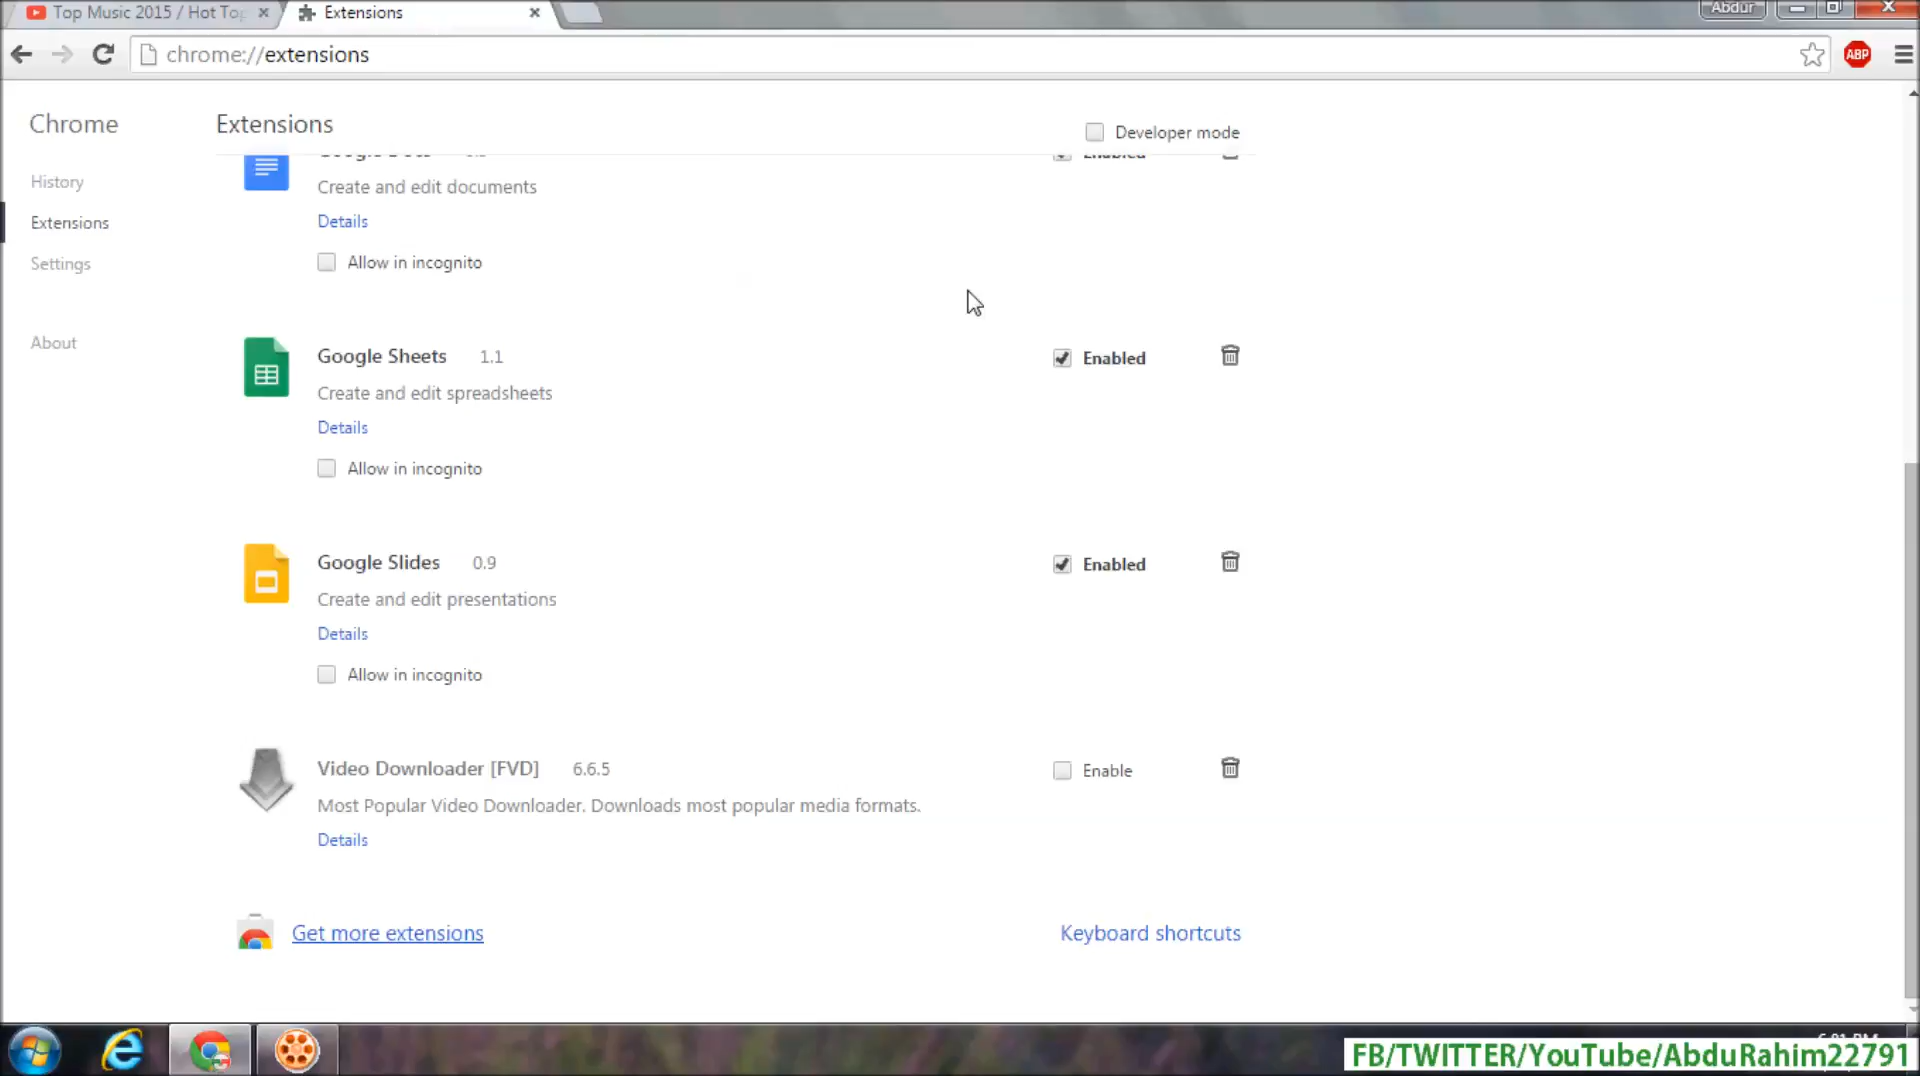 Top Music 2015 / Hot Top
Extensions
Abdur
chrome://extensions
ABP
Chrome
Extensions
Developer mode
History
Extensions
Settings
About
Google Docs
Enabled
Create and edit documents
Details
Allow in incognito
Google Sheets 1.1
Enabled
Create and edit spreadsheets
Details
Allow in incognito
Google Slides 0.9
Enabled
Create and edit presentations
Details
Allow in incognito
Video Downloader [FVD] 6.6.5
Enable
Most Popular Video Downloader. Downloads most popular media formats.
Details
Get more extensions
Keyboard shortcuts
FB/TWITTER/YouTube/AbduRahim22791